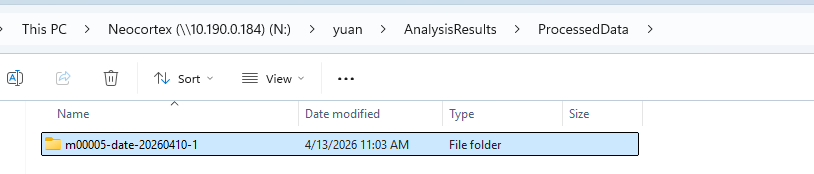 This PC > Neocortex (\\10.190.0.184) (N:) > yuan > AnalysisResults > ProcessedData >
Sort View ...
Name Date modified Type Size
m00005-date-20260410-1 4/13/2026 11:03 AM File folder